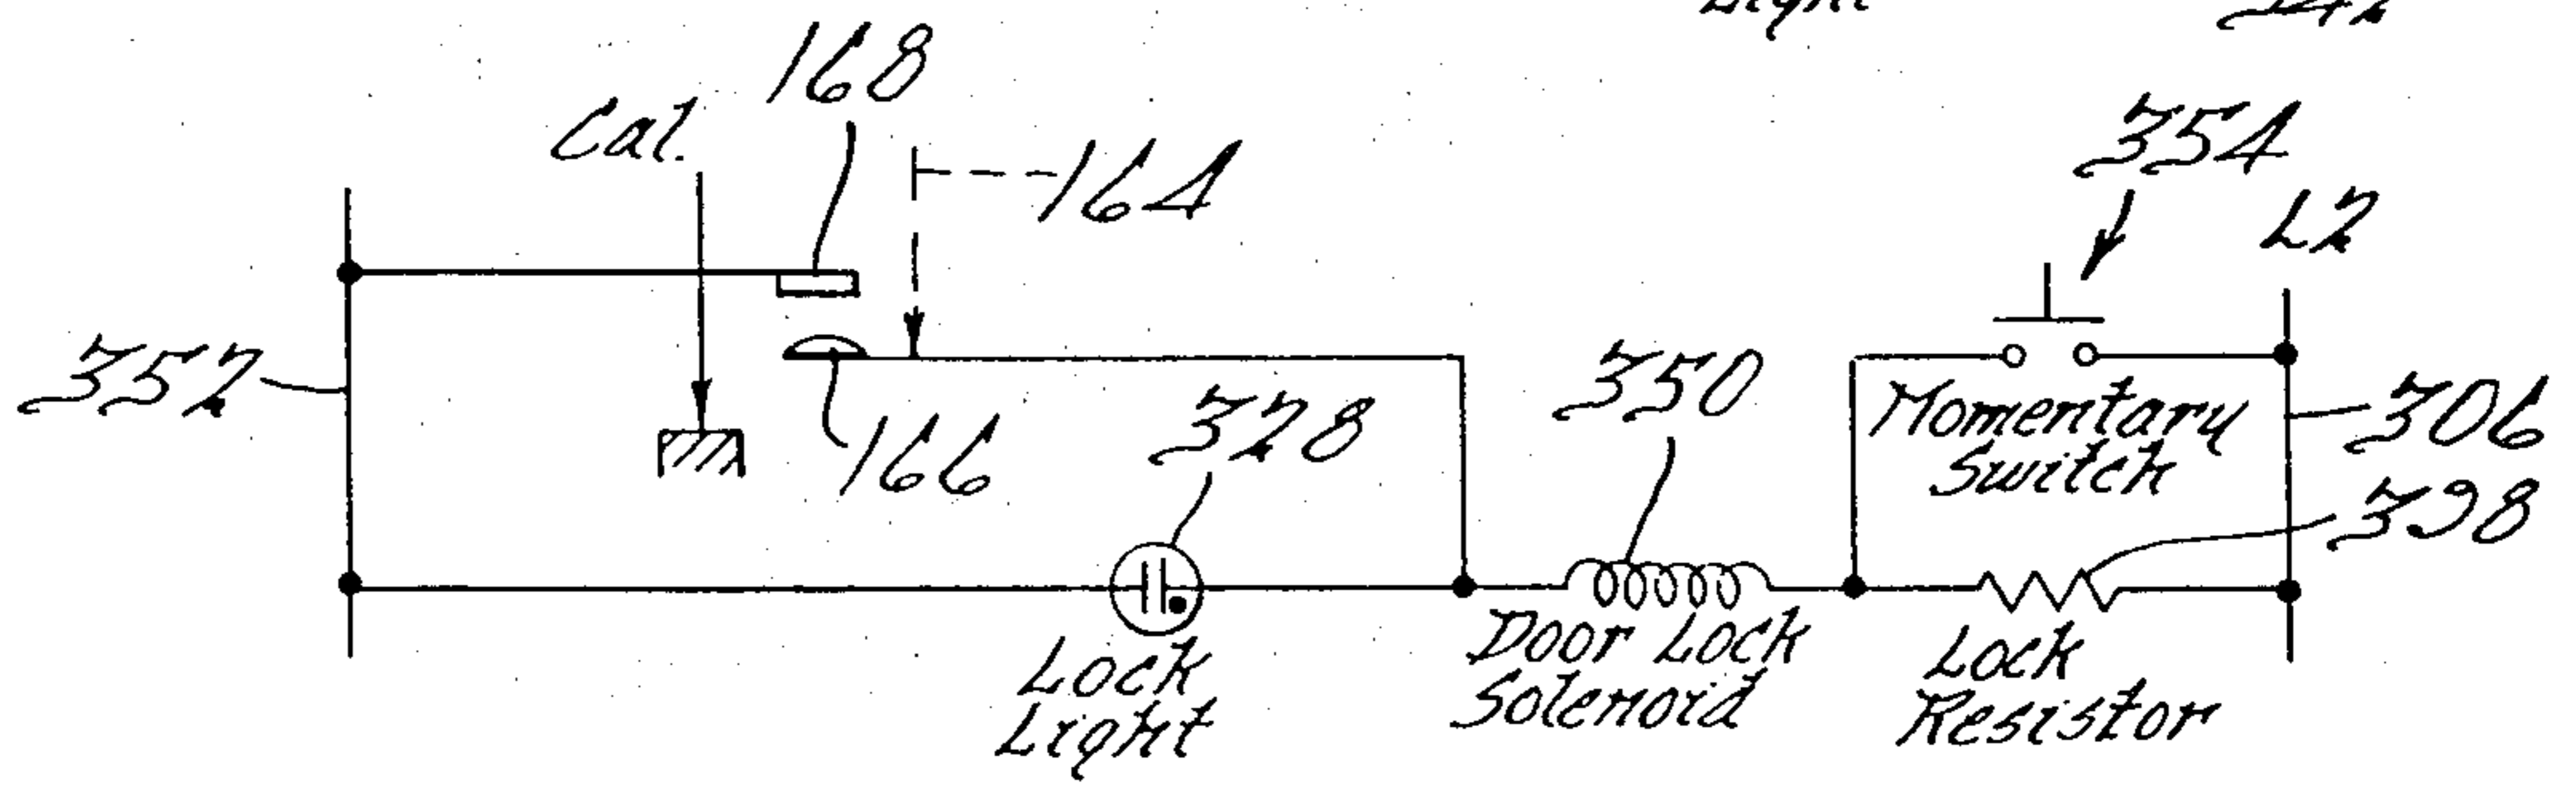 168
Cal.
164
354
L2
352
166
328
350
Momentary
Switch
306
398
Lock
Light
Door Lock
Solenoid
Lock
Resistor